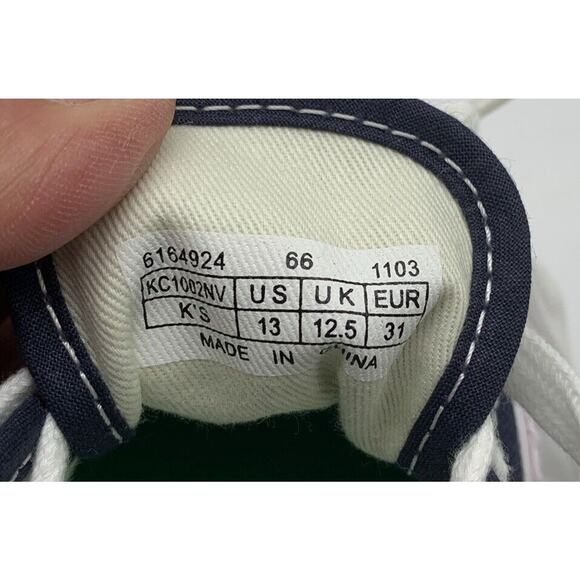 6164924 66 1103
KC1002NV US UK EUR
K'S 13 12.5 31
MADE IN CHINA